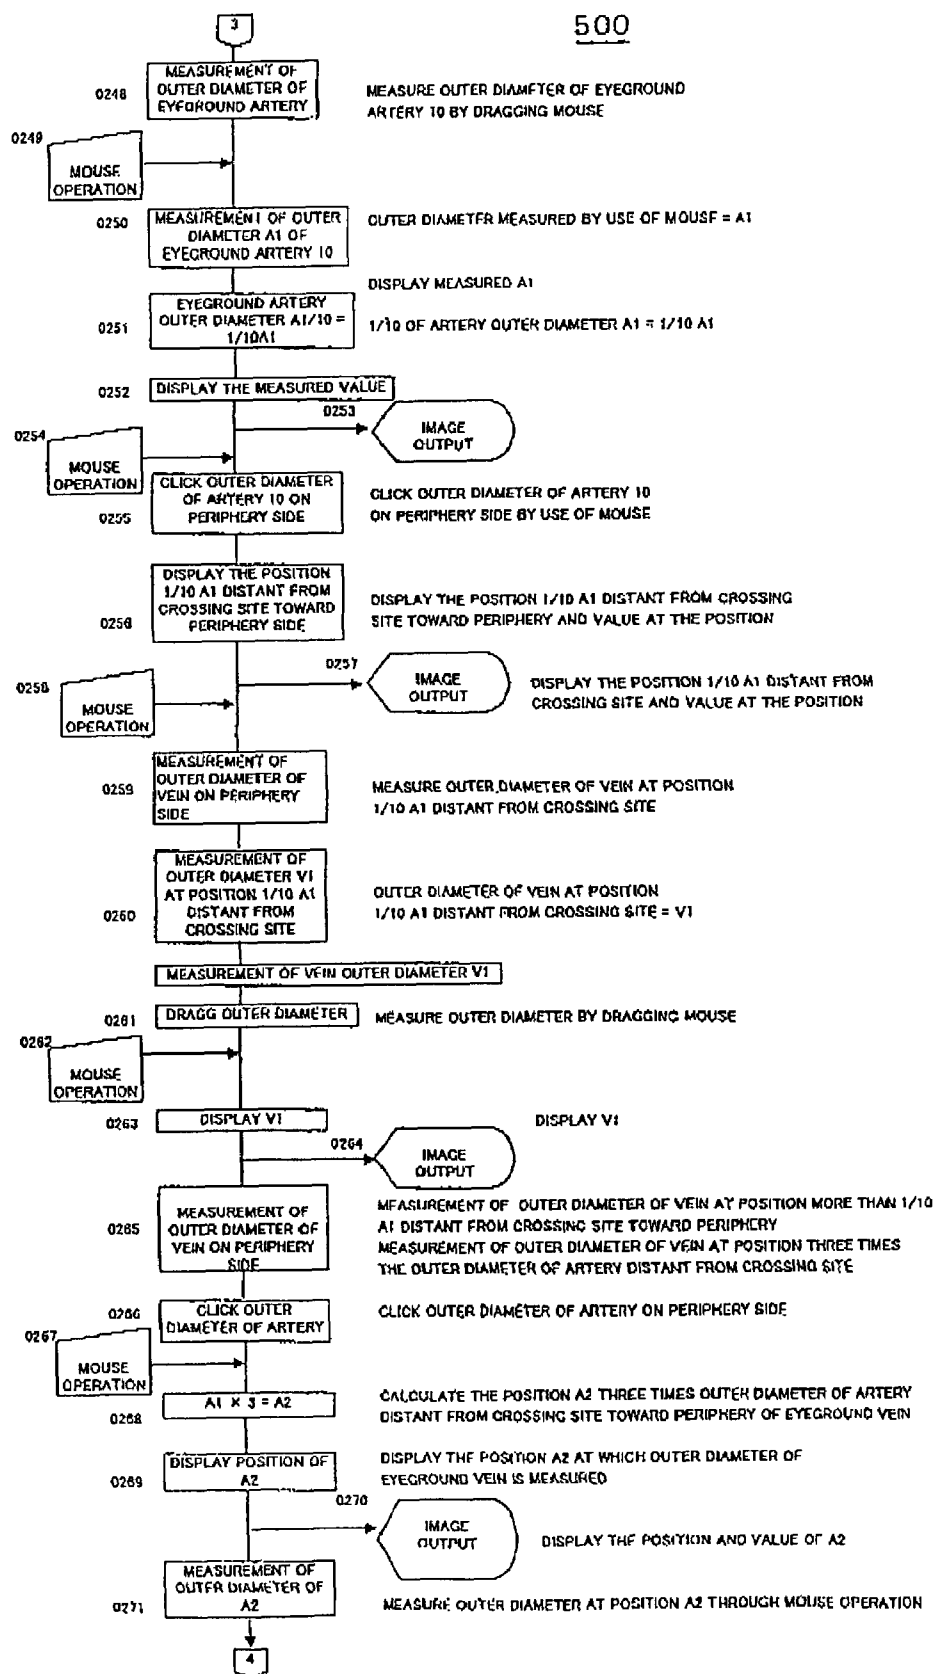 3
500
MEASUREMENT OF
OUTER DIAMETER OF
EYEGROUND ARTERY
0248
MEASURE OUTER DIAMETER OF EYEGROUND
ARTERY 10 BY DRAGGING MOUSE
0249
MOUSE
OPERATION
0250
MEASUREMENT OF OUTER
DIAMETER A1 OF
EYEGROUND ARTERY 10
OUTER DIAMETER MEASURED BY USE OF MOUSE = A1
DISPLAY MEASURED A1
0251
EYEGROUND ARTERY
OUTER DIAMETER A1/10 =
1/10A1
1/10 OF ARTERY OUTER DIAMETER A1 = 1/10 A1
0252
DISPLAY THE MEASURED VALUE
0253
IMAGE
OUTPUT
0254
MOUSE
OPERATION
0255
CLICK OUTER DIAMETER
OF ARTERY 10 ON
PERIPHERY SIDE
CLICK OUTER DIAMETER OF ARTERY 10
ON PERIPHERY SIDE BY USE OF MOUSE
0256
DISPLAY THE POSITION
1/10 A1 DISTANT FROM
CROSSING SITE TOWARD
PERIPHERY SIDE
DISPLAY THE POSITION 1/10 A1 DISTANT FROM CROSSING
SITE TOWARD PERIPHERY AND VALUE AT THE POSITION
0257
IMAGE
OUTPUT
DISPLAY THE POSITION 1/10 A1 DISTANT FROM
CROSSING SITE AND VALUE AT THE POSITION
0258
MOUSE
OPERATION
0259
MEASUREMENT OF
OUTER DIAMETER OF
VEIN ON PERIPHERY
SIDE
MEASURE OUTER DIAMETER OF VEIN AT POSITION
1/10 A1 DISTANT FROM CROSSING SITE
0260
MEASUREMENT OF
OUTER DIAMETER V1
AT POSITION 1/10 A1
DISTANT FROM
CROSSING SITE
OUTER DIAMETER OF VEIN AT POSITION
1/10 A1 DISTANT FROM CROSSING SITE = V1
MEASUREMENT OF VEIN OUTER DIAMETER V1
0261
DRAGG OUTER DIAMETER
MEASURE OUTER DIAMETER BY DRAGGING MOUSE
0262
MOUSE
OPERATION
0263
DISPLAY V1
DISPLAY V1
0264
IMAGE
OUTPUT
0265
MEASUREMENT OF
OUTER DIAMETER OF
VEIN ON PERIPHERY
SIDE
MEASUREMENT OF OUTER DIAMETER OF VEIN AT POSITION MORE THAN 1/10
A1 DISTANT FROM CROSSING SITE TOWARD PERIPHERY
MEASUREMENT OF OUTER DIAMETER OF VEIN AT POSITION THREE TIMES
THE OUTER DIAMETER OF ARTERY DISTANT FROM CROSSING SITE
0266
CLICK OUTER
DIAMETER OF ARTERY
CLICK OUTER DIAMETER OF ARTERY ON PERIPHERY SIDE
0267
MOUSE
OPERATION
0268
A1 × 3 = A2
CALCULATE THE POSITION A2 THREE TIMES OUTER DIAMETER OF ARTERY
DISTANT FROM CROSSING SITE TOWARD PERIPHERY OF EYEGROUND VEIN
0269
DISPLAY POSITION OF
A2
DISPLAY THE POSITION A2 AT WHICH OUTER DIAMETER OF
EYEGROUND VEIN IS MEASURED
0270
IMAGE
OUTPUT
DISPLAY THE POSITION AND VALUE OF A2
0271
MEASUREMENT OF
OUTER DIAMETER OF
A2
MEASURE OUTER DIAMETER AT POSITION A2 THROUGH MOUSE OPERATION
4